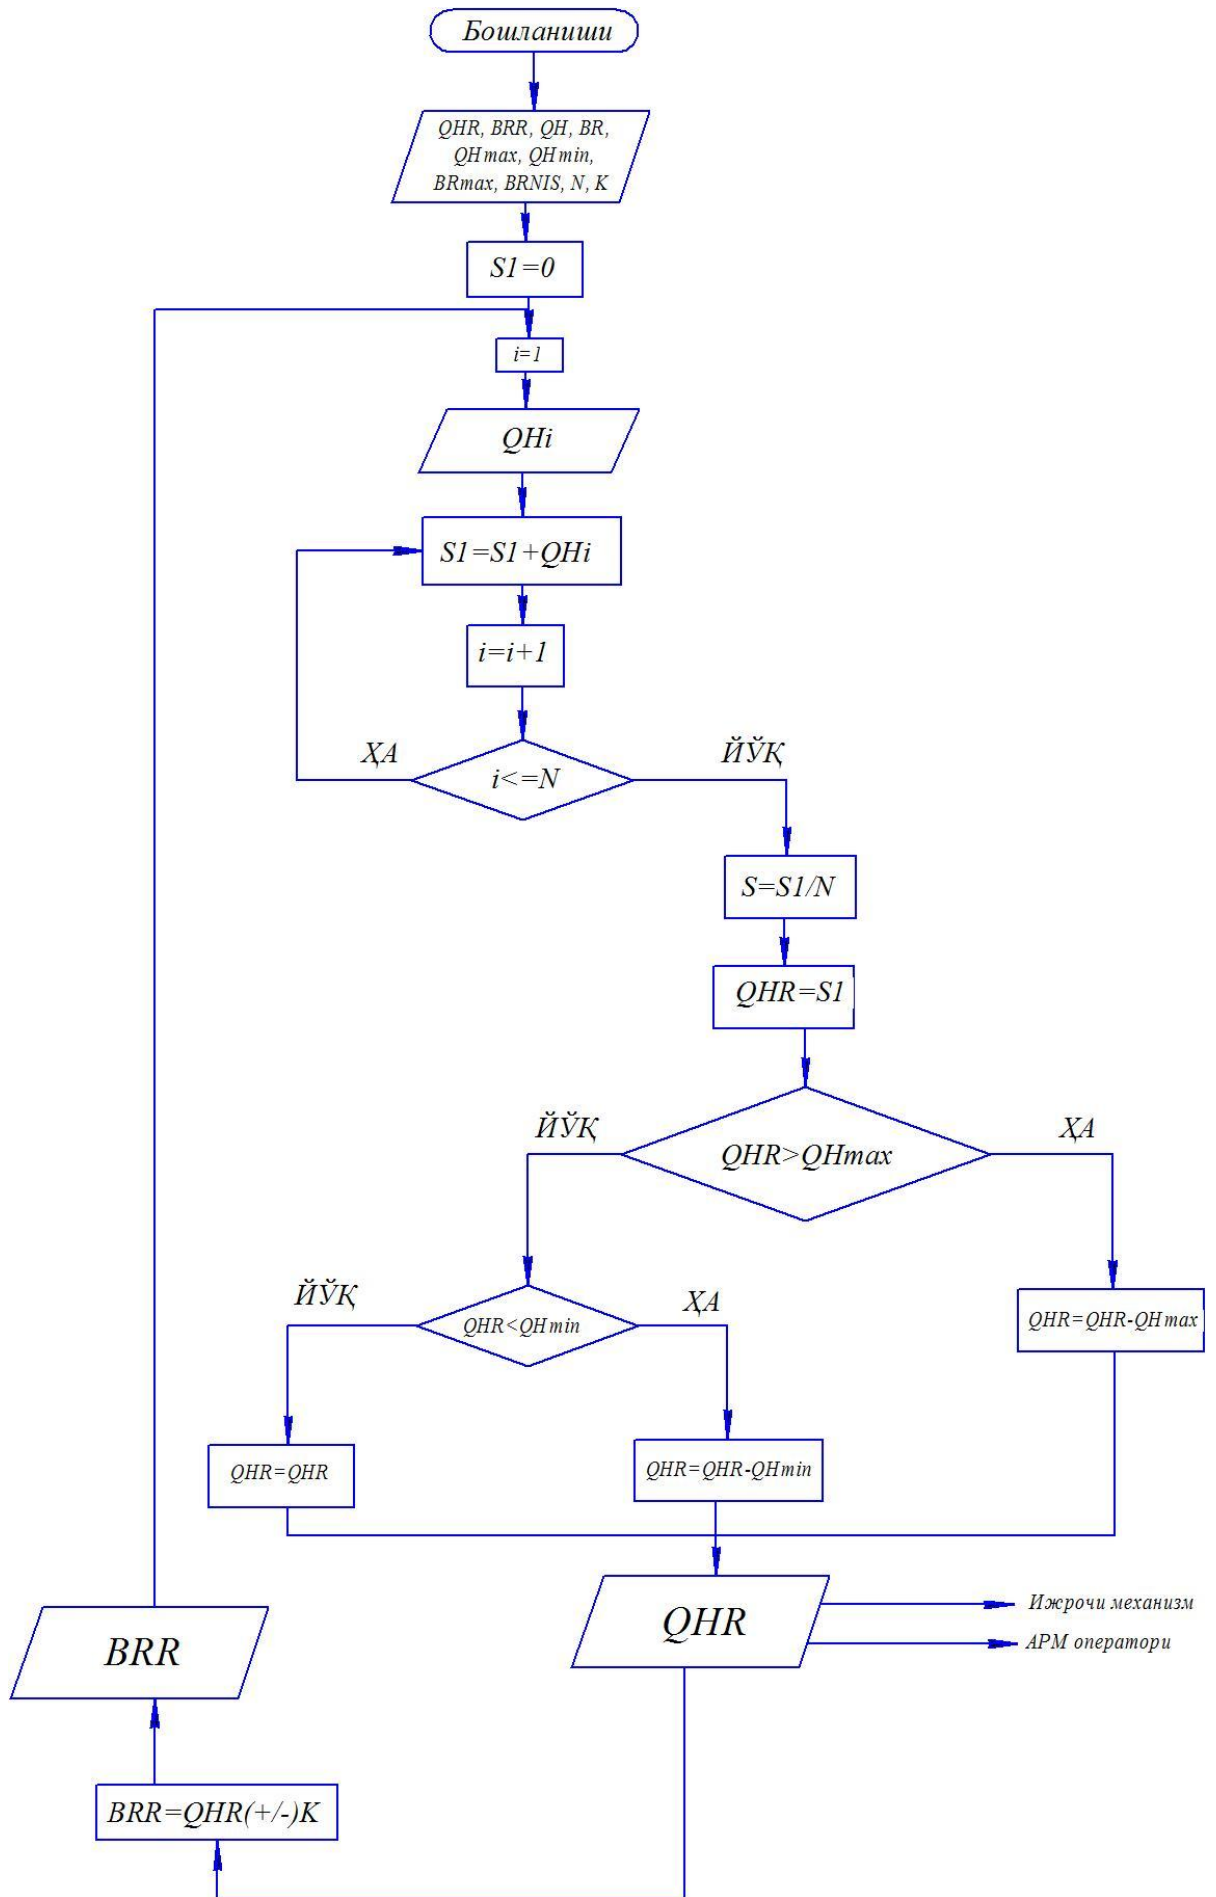 Бошланиши
QHR, BRR, QH, BR,
QHmax, QHmin,
BRmax, BRNIS, N, K
S1=0
i=1
QHi
S1=S1+QHi
i=i+1
ҲА
ЙЎҚ
i<=N
S=S1/N
QHR=S1
ЙЎҚ
ҲА
QHR>QHmax
ЙЎҚ
ҲА
QHR<QHmin
QHR=QHR-QHmax
QHR=QHR
QHR=QHR-QHmin
QHR
Ижрочи механизм
АРМ оператори
BRR
BRR=QHR(+/-)K